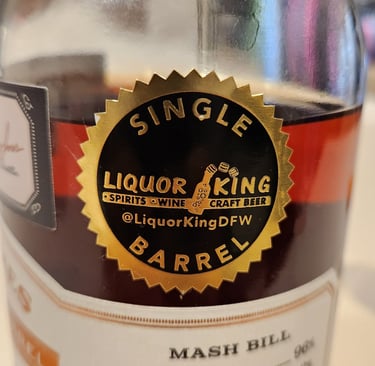 SINGLE
LIQUOR KING
• SPIRITS • WINE CRAFT BEER
@LiquorKingDFW
BARREL
MASH BILL